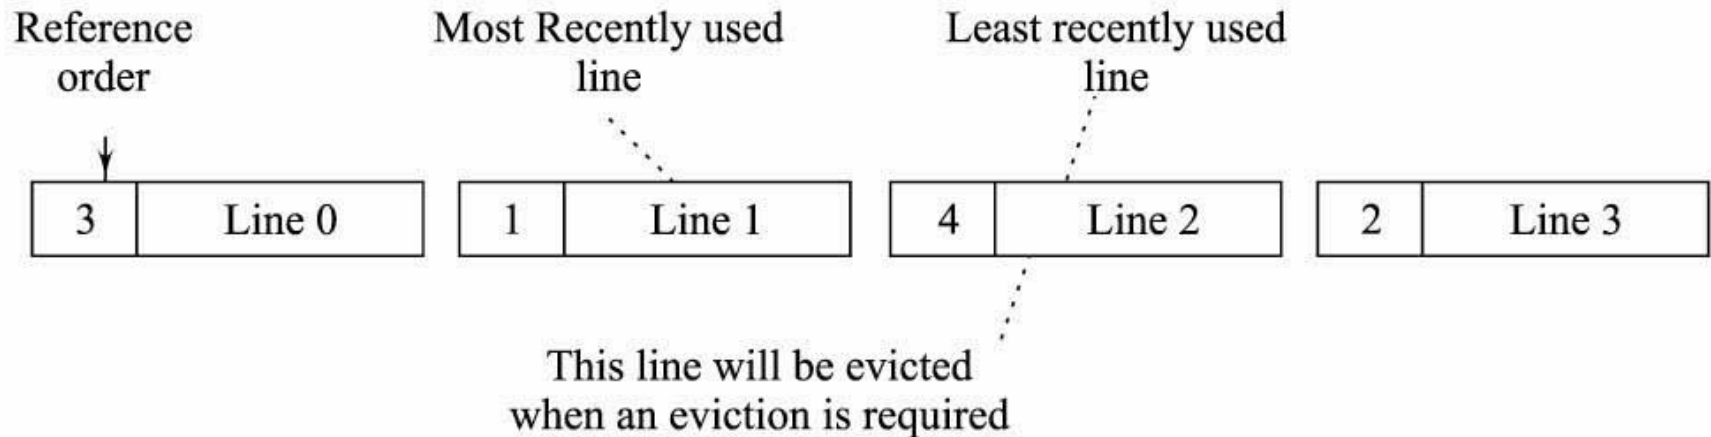 Reference
order
Most Recently used
line
Least recently used
line
3 Line 0
1 Line 1
4 Line 2
2 Line 3
This line will be evicted
when an eviction is required